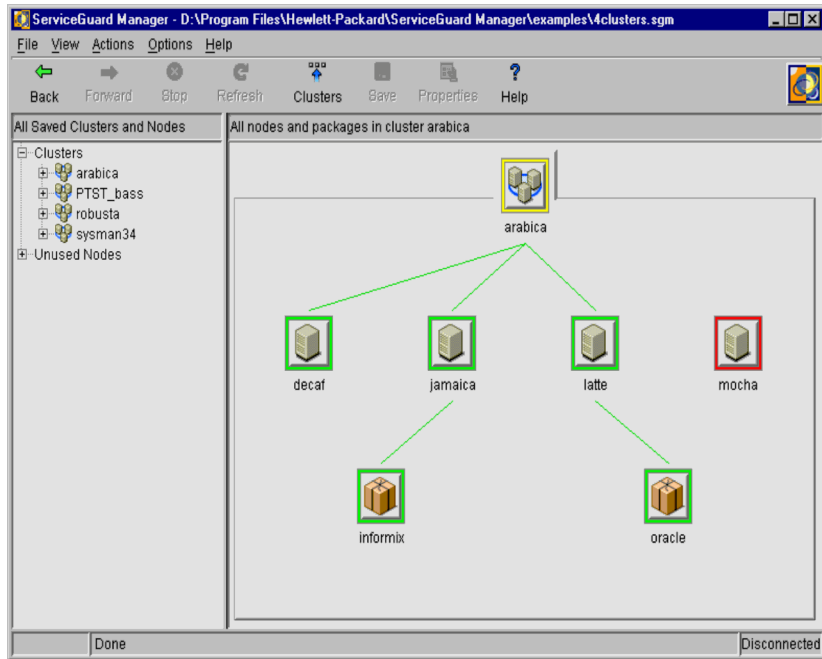 ServiceGuard Manager - D:\Program Files\Hewlett-Packard\ServiceGuard Manager\examples\4clusters.sgm
File View Actions Options Help
Back Forward Stop Refresh Clusters Save Properties Help
All Saved Clusters and Nodes
All nodes and packages in cluster arabica
Clusters
arabica
PTST_bass
robusta
sysman34
Unused Nodes
arabica
decaf jamaica latte mocha
informix oracle
Done Disconnected